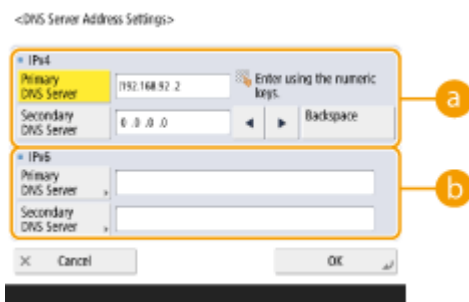 <DNS Server Address Settings>
IPv4
Primary
DNS Server
192.168.92 .2
Enter using the numeric
keys.
Secondary
DNS Server
0 .0 .0 .0
◀ ▶
Backspace
a
IPv6
Primary
DNS Server
Secondary
DNS Server
b
× Cancel
OK